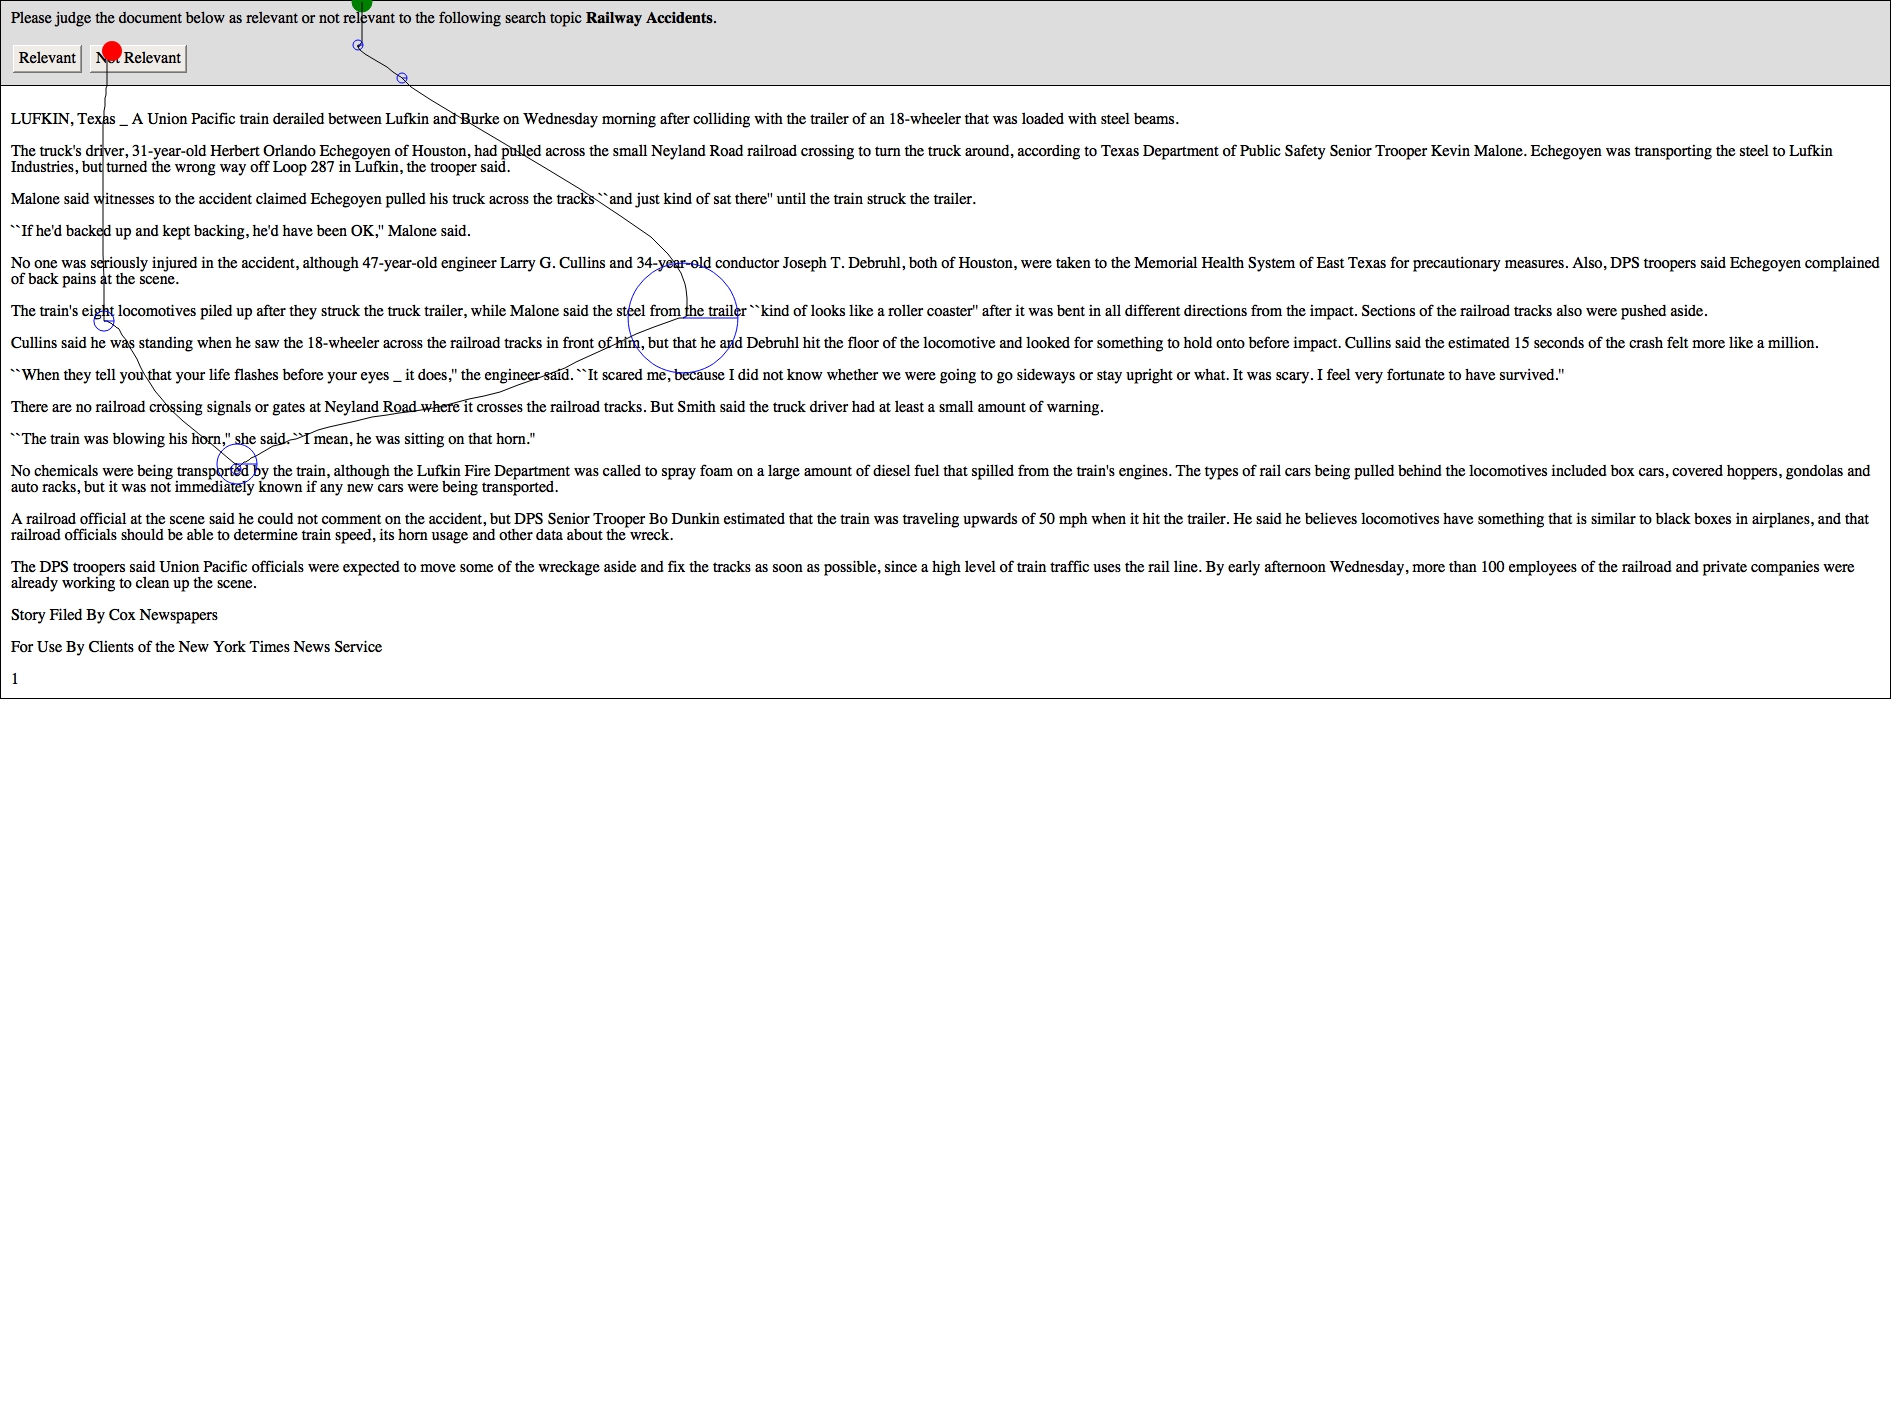 Please judge the document below as relevant or not relevant to the following search topic Railway Accidents.
Relevant Not Relevant
LUFKIN, Texas _ A Union Pacific train derailed between Lufkin and Burke on Wednesday morning after colliding with the trailer of an 18-wheeler that was loaded with steel beams.
The truck's driver, 31-year-old Herbert Orlando Echegoyen of Houston, had pulled across the small Neyland Road railroad crossing to turn the truck around, according to Texas Department of Public Safety Senior Trooper Kevin Malone. Echegoyen was transporting the steel to Lufkin
Industries, but turned the wrong way off Loop 287 in Lufkin, the trooper said.
Malone said witnesses to the accident claimed Echegoyen pulled his truck across the tracks ``and just kind of sat there'' until the train struck the trailer.
``If he'd backed up and kept backing, he'd have been OK,'' Malone said.
No one was seriously injured in the accident, although 47-year-old engineer Larry G. Cullins and 34-year-old conductor Joseph T. Debruhl, both of Houston, were taken to the Memorial Health System of East Texas for precautionary measures. Also, DPS troopers said Echegoyen complained
of back pains at the scene.
The train's eight locomotives piled up after they struck the truck trailer, while Malone said the steel from the trailer ``kind of looks like a roller coaster'' after it was bent in all different directions from the impact. Sections of the railroad tracks also were pushed aside.
Cullins said he was standing when he saw the 18-wheeler across the railroad tracks in front of him, but that he and Debruhl hit the floor of the locomotive and looked for something to hold onto before impact. Cullins said the estimated 15 seconds of the crash felt more like a million.
``When they tell you that your life flashes before your eyes _ it does,'' the engineer said. ``It scared me, because I did not know whether we were going to go sideways or stay upright or what. It was scary. I feel very fortunate to have survived.''
There are no railroad crossing signals or gates at Neyland Road where it crosses the railroad tracks. But Smith said the truck driver had at least a small amount of warning.
``The train was blowing his horn,'' she said. ``I mean, he was sitting on that horn.''
No chemicals were being transported by the train, although the Lufkin Fire Department was called to spray foam on a large amount of diesel fuel that spilled from the train's engines. The types of rail cars being pulled behind the locomotives included box cars, covered hoppers, gondolas and
auto racks, but it was not immediately known if any new cars were being transported.
A railroad official at the scene said he could not comment on the accident, but DPS Senior Trooper Bo Dunkin estimated that the train was traveling upwards of 50 mph when it hit the trailer. He said he believes locomotives have something that is similar to black boxes in airplanes, and that
railroad officials should be able to determine train speed, its horn usage and other data about the wreck.
The DPS troopers said Union Pacific officials were expected to move some of the wreckage aside and fix the tracks as soon as possible, since a high level of train traffic uses the rail line. By early afternoon Wednesday, more than 100 employees of the railroad and private companies were
already working to clean up the scene.
Story Filed By Cox Newspapers
For Use By Clients of the New York Times News Service
1